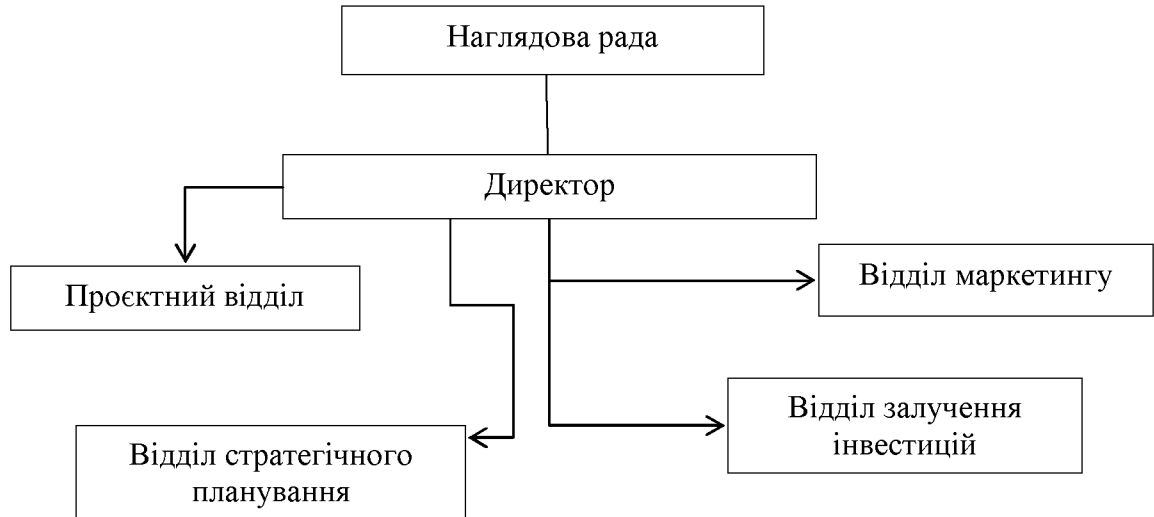 Наглядова рада
Директор
Проєктний відділ
Відділ маркетингу
Відділ залучення
інвестицій
Відділ стратегічного
планування